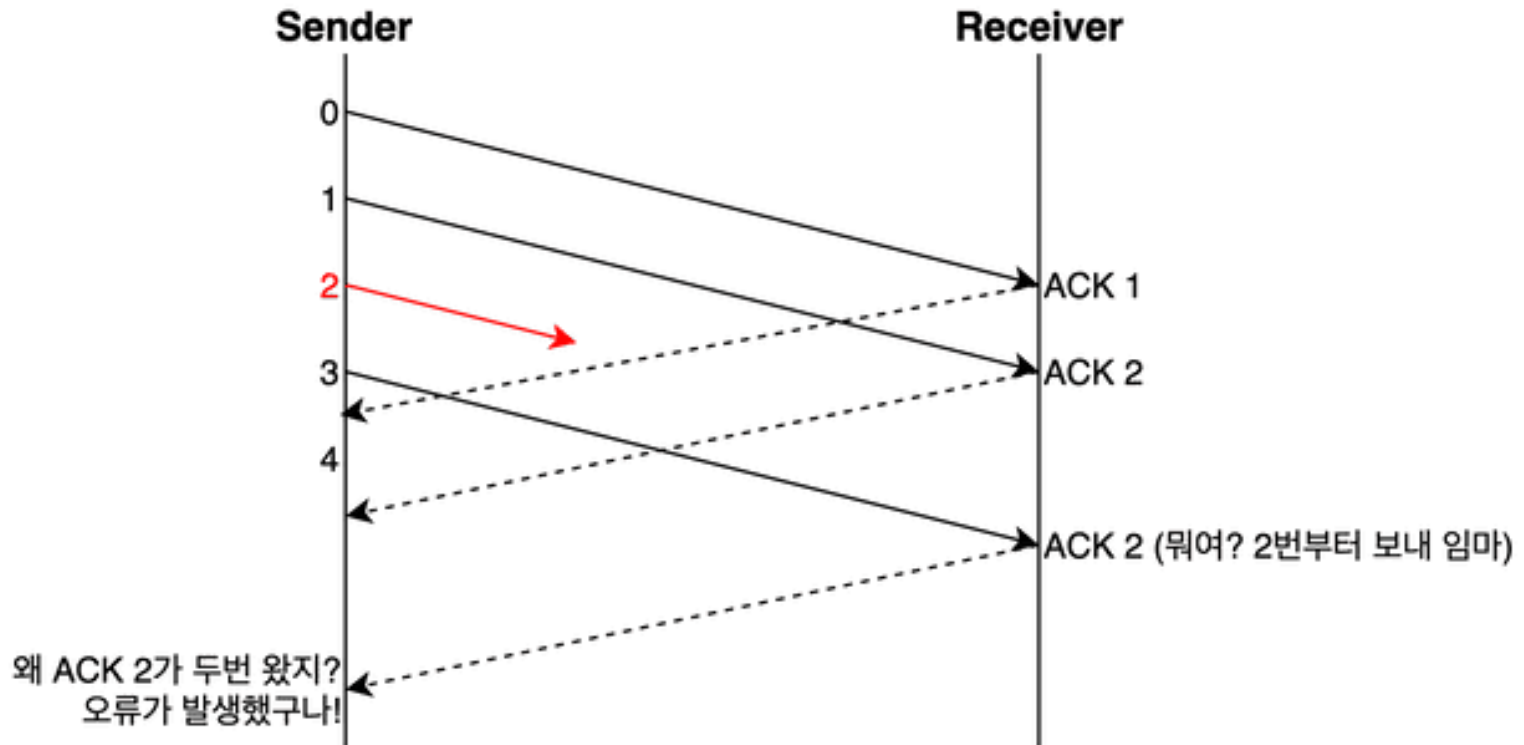 Sender
Receiver
0
1
2
ACK 1
3
ACK 2
4
ACK 2 (뭐여? 2번부터 보내 임마)
왜 ACK 2가 두번 왔지?
오류가 발생했구나!